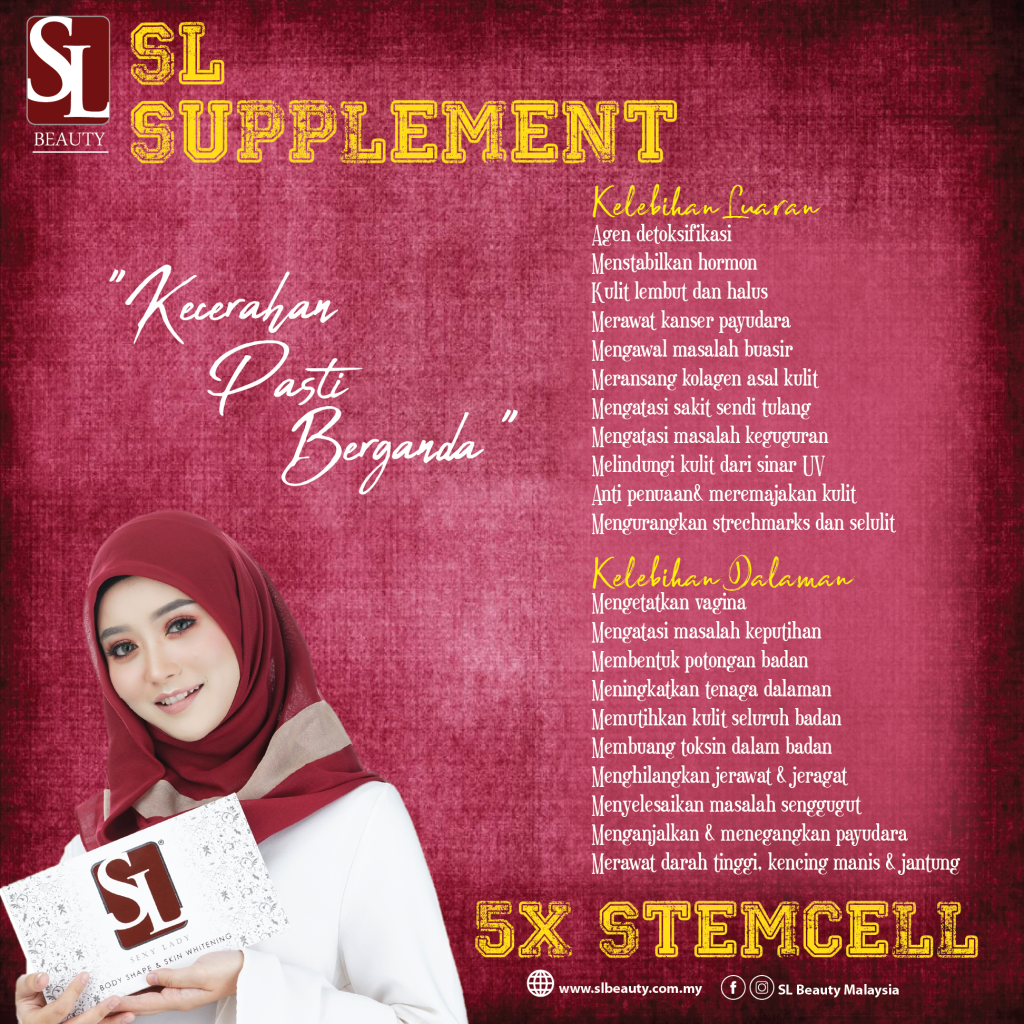 SL
BEAUTY
SL
SUPPLEMENT
"Kecerahan
Pasti
Berganda"
Kelebihan Luaran
Agen detoksifikasi
Menstabilkan hormon
Kulit lembut dan halus
Merawat kanser payudara
Mengawal masalah buasir
Meransang kolagen asal kulit
Mengatasi sakit sendi tulang
Mengatasi masalah keguguran
Melindungi kulit dari sinar UV
Anti penuaan& meremajakan kulit
Mengurangkan strechmarks dan selulit
Kelebihan Dalaman
Mengetatkan vagina
Mengatasi masalah keputihan
Membentuk potongan badan
Meningkatkan tenaga dalaman
Memutihkan kulit seluruh badan
Membuang toksin dalam badan
Menghilangkan jerawat & jeragat
Menyelesaikan masalah senggugut
Menganjalkan & menegangkan payudara
Merawat darah tinggi, kencing manis & jantung
SL®
SEXY LADY
BODY SHAPE & SKIN WHITENING
5X STEMCELL
www.slbeauty.com.my
SL Beauty Malaysia